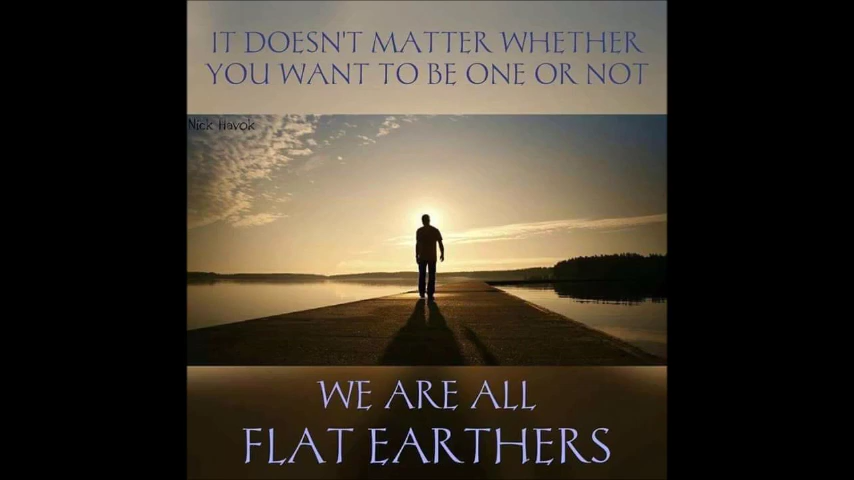 IT DOESN'T MATTER WHETHER
YOU WANT TO BE ONE OR NOT
Nick Havok
WE ARE ALL
FLAT EARTHERS